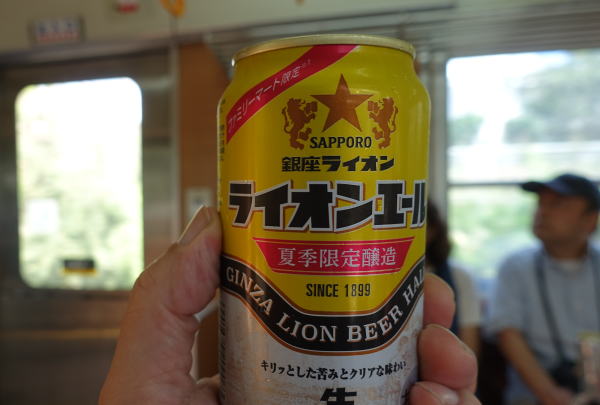 ファミリーマート限定
SAPPORO
銀座ライオン
ライオンエール
夏季限定醸造
SINCE 1899
GINZA LION BEER HALL
キリッとした苦みとクリアな味わい
生